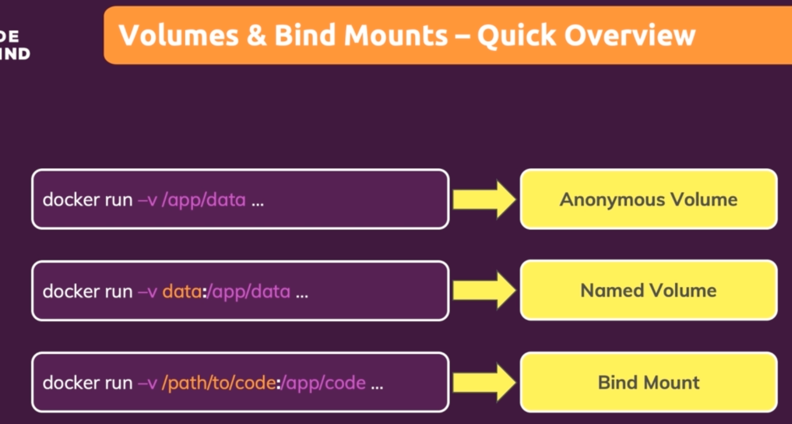 DE
IND
Volumes & Bind Mounts – Quick Overview
docker run –v /app/data ...
Anonymous Volume
docker run –v data:/app/data ...
Named Volume
docker run –v /path/to/code:/app/code ...
Bind Mount